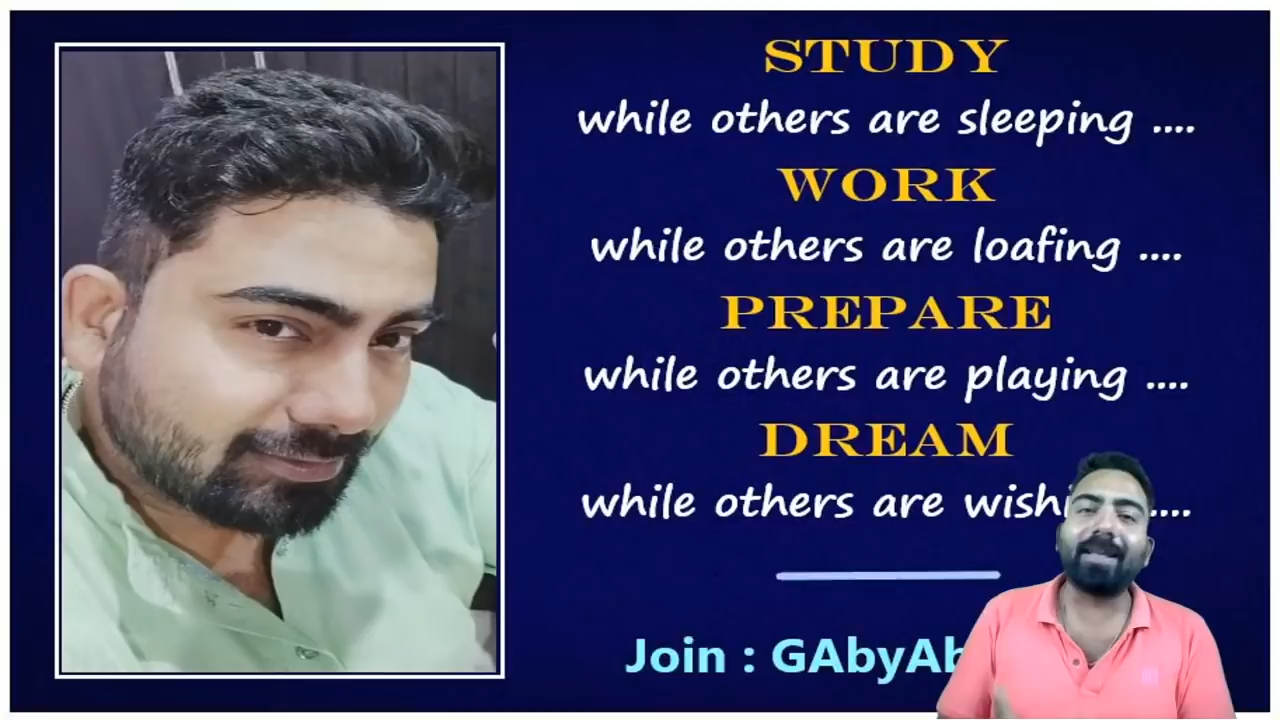 STUDY
while others are sleeping ....
WORK
while others are loafing ....
PREPARE
while others are playing ....
DREAM
while others are ....
Join :